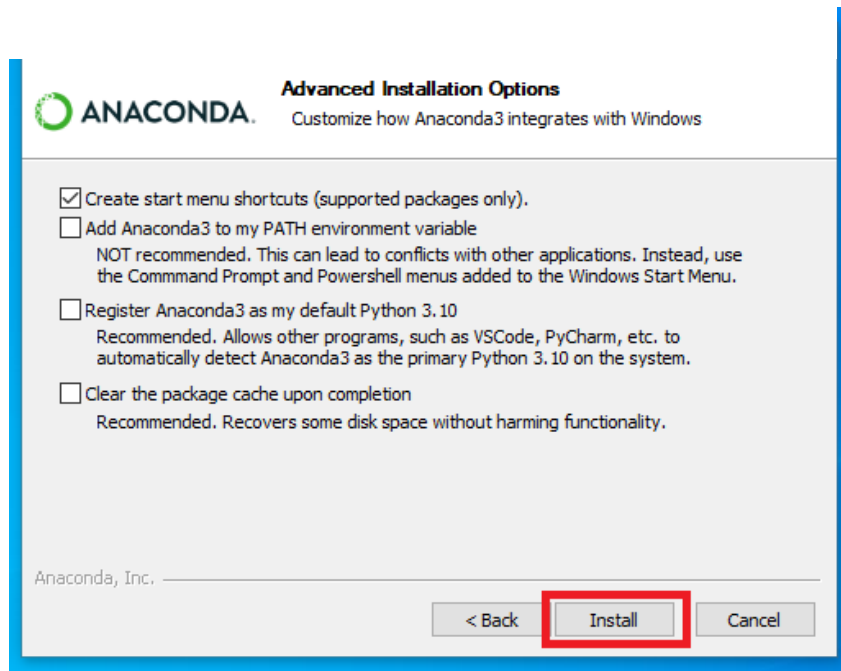 ANACONDA.
Advanced Installation Options
Customize how Anaconda3 integrates with Windows
Create start menu shortcuts (supported packages only).
Add Anaconda3 to my PATH environment variable
NOT recommended. This can lead to conflicts with other applications. Instead, use
the Commmand Prompt and Powershell menus added to the Windows Start Menu.
Register Anaconda3 as my default Python 3.10
Recommended. Allows other programs, such as VSCode, PyCharm, etc. to
automatically detect Anaconda3 as the primary Python 3.10 on the system.
Clear the package cache upon completion
Recommended. Recovers some disk space without harming functionality.
Anaconda, Inc.
< Back Install Cancel